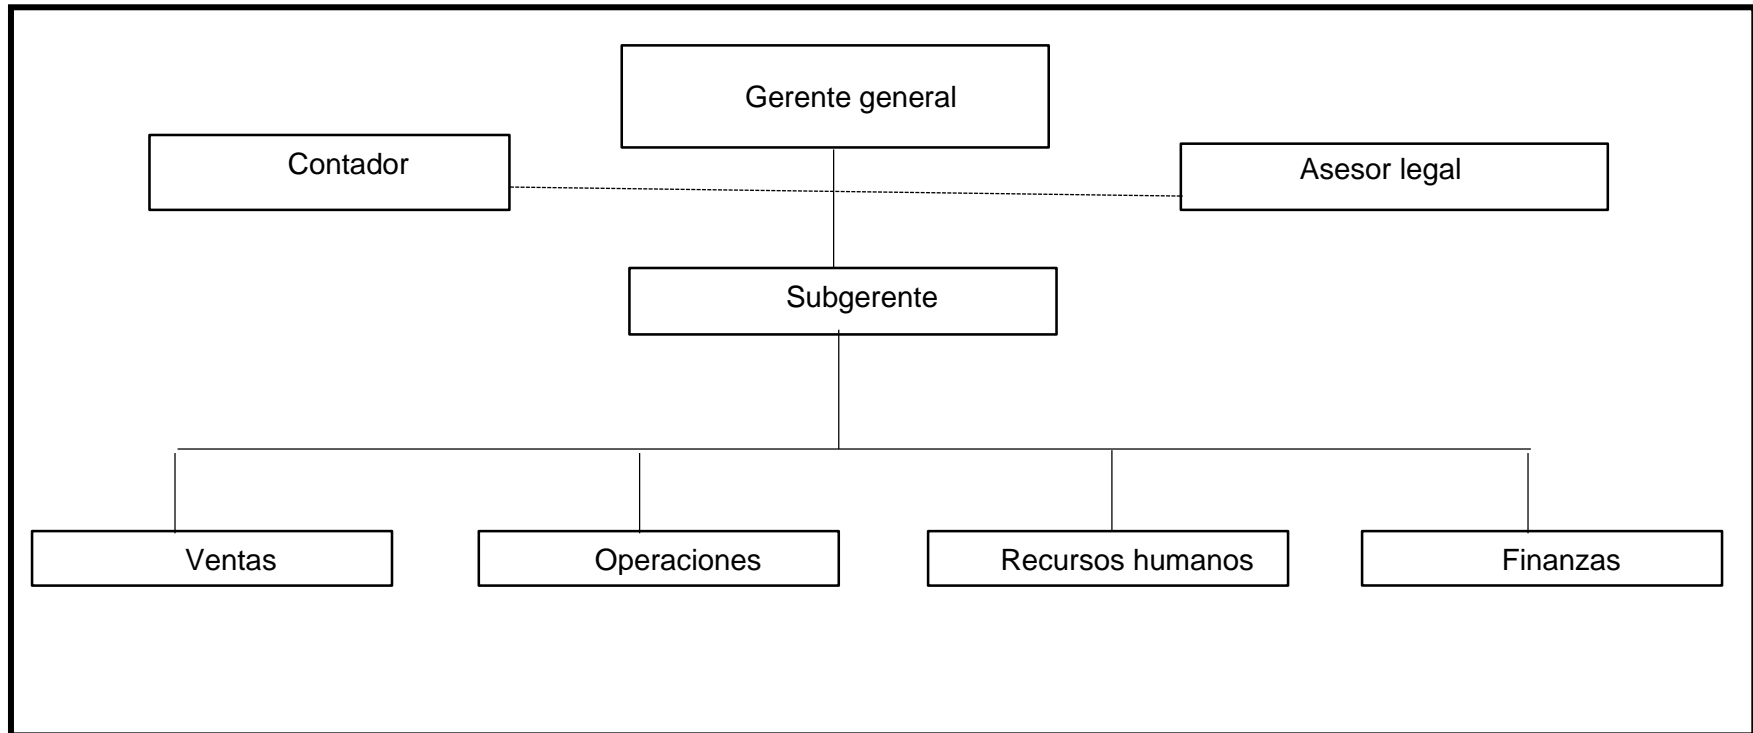 Gerente general
Contador
Asesor legal
Subgerente
Ventas
Operaciones
Recursos humanos
Finanzas